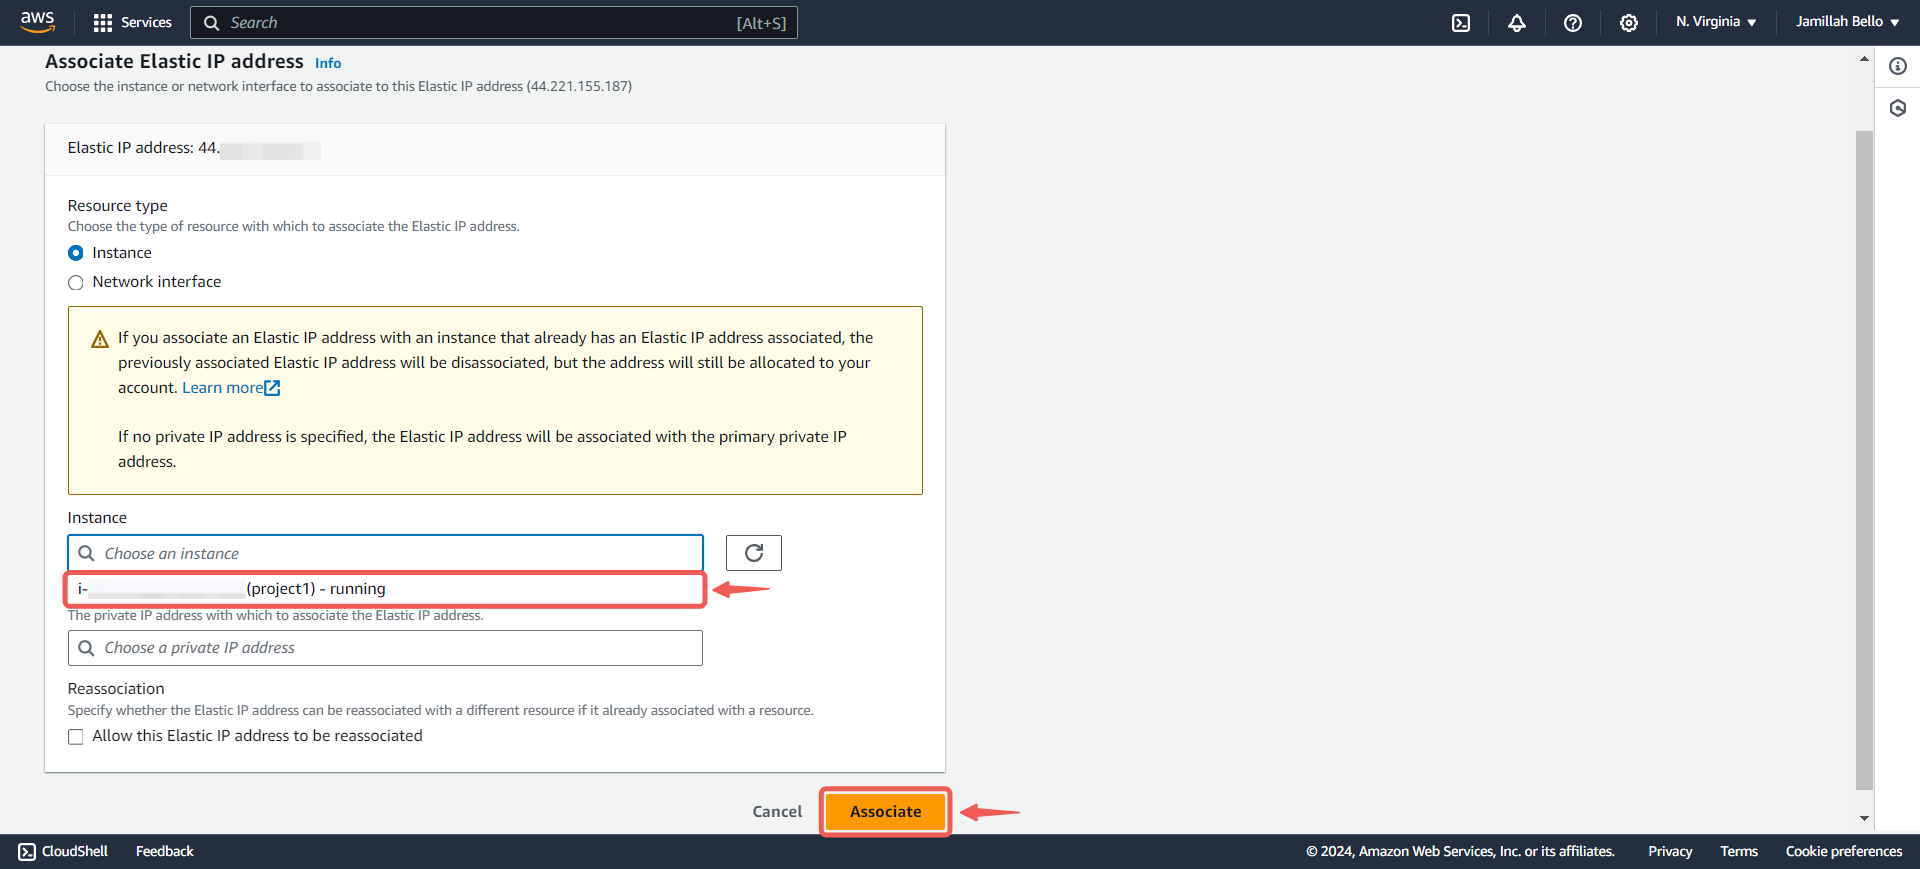 aws
Services
Search
[Alt+S]
N. Virginia
Jamillah Bello
Associate Elastic IP address Info
Choose the instance or network interface to associate to this Elastic IP address (44.221.155.187)
Elastic IP address: 44.
Resource type
Choose the type of resource with which to associate the Elastic IP address.
Instance
Network interface
If you associate an Elastic IP address with an instance that already has an Elastic IP address associated, the
previously associated Elastic IP address will be disassociated, but the address will still be allocated to your
account. Learn more
If no private IP address is specified, the Elastic IP address will be associated with the primary private IP
address.
Instance
Choose an instance
i- (project1) - running
The private IP address with which to associate the Elastic IP address.
Choose a private IP address
Reassociation
Specify whether the Elastic IP address can be reassociated with a different resource if it already associated with a resource.
Allow this Elastic IP address to be reassociated
Cancel
Associate
CloudShell
Feedback
© 2024, Amazon Web Services, Inc. or its affiliates.
Privacy
Terms
Cookie preferences